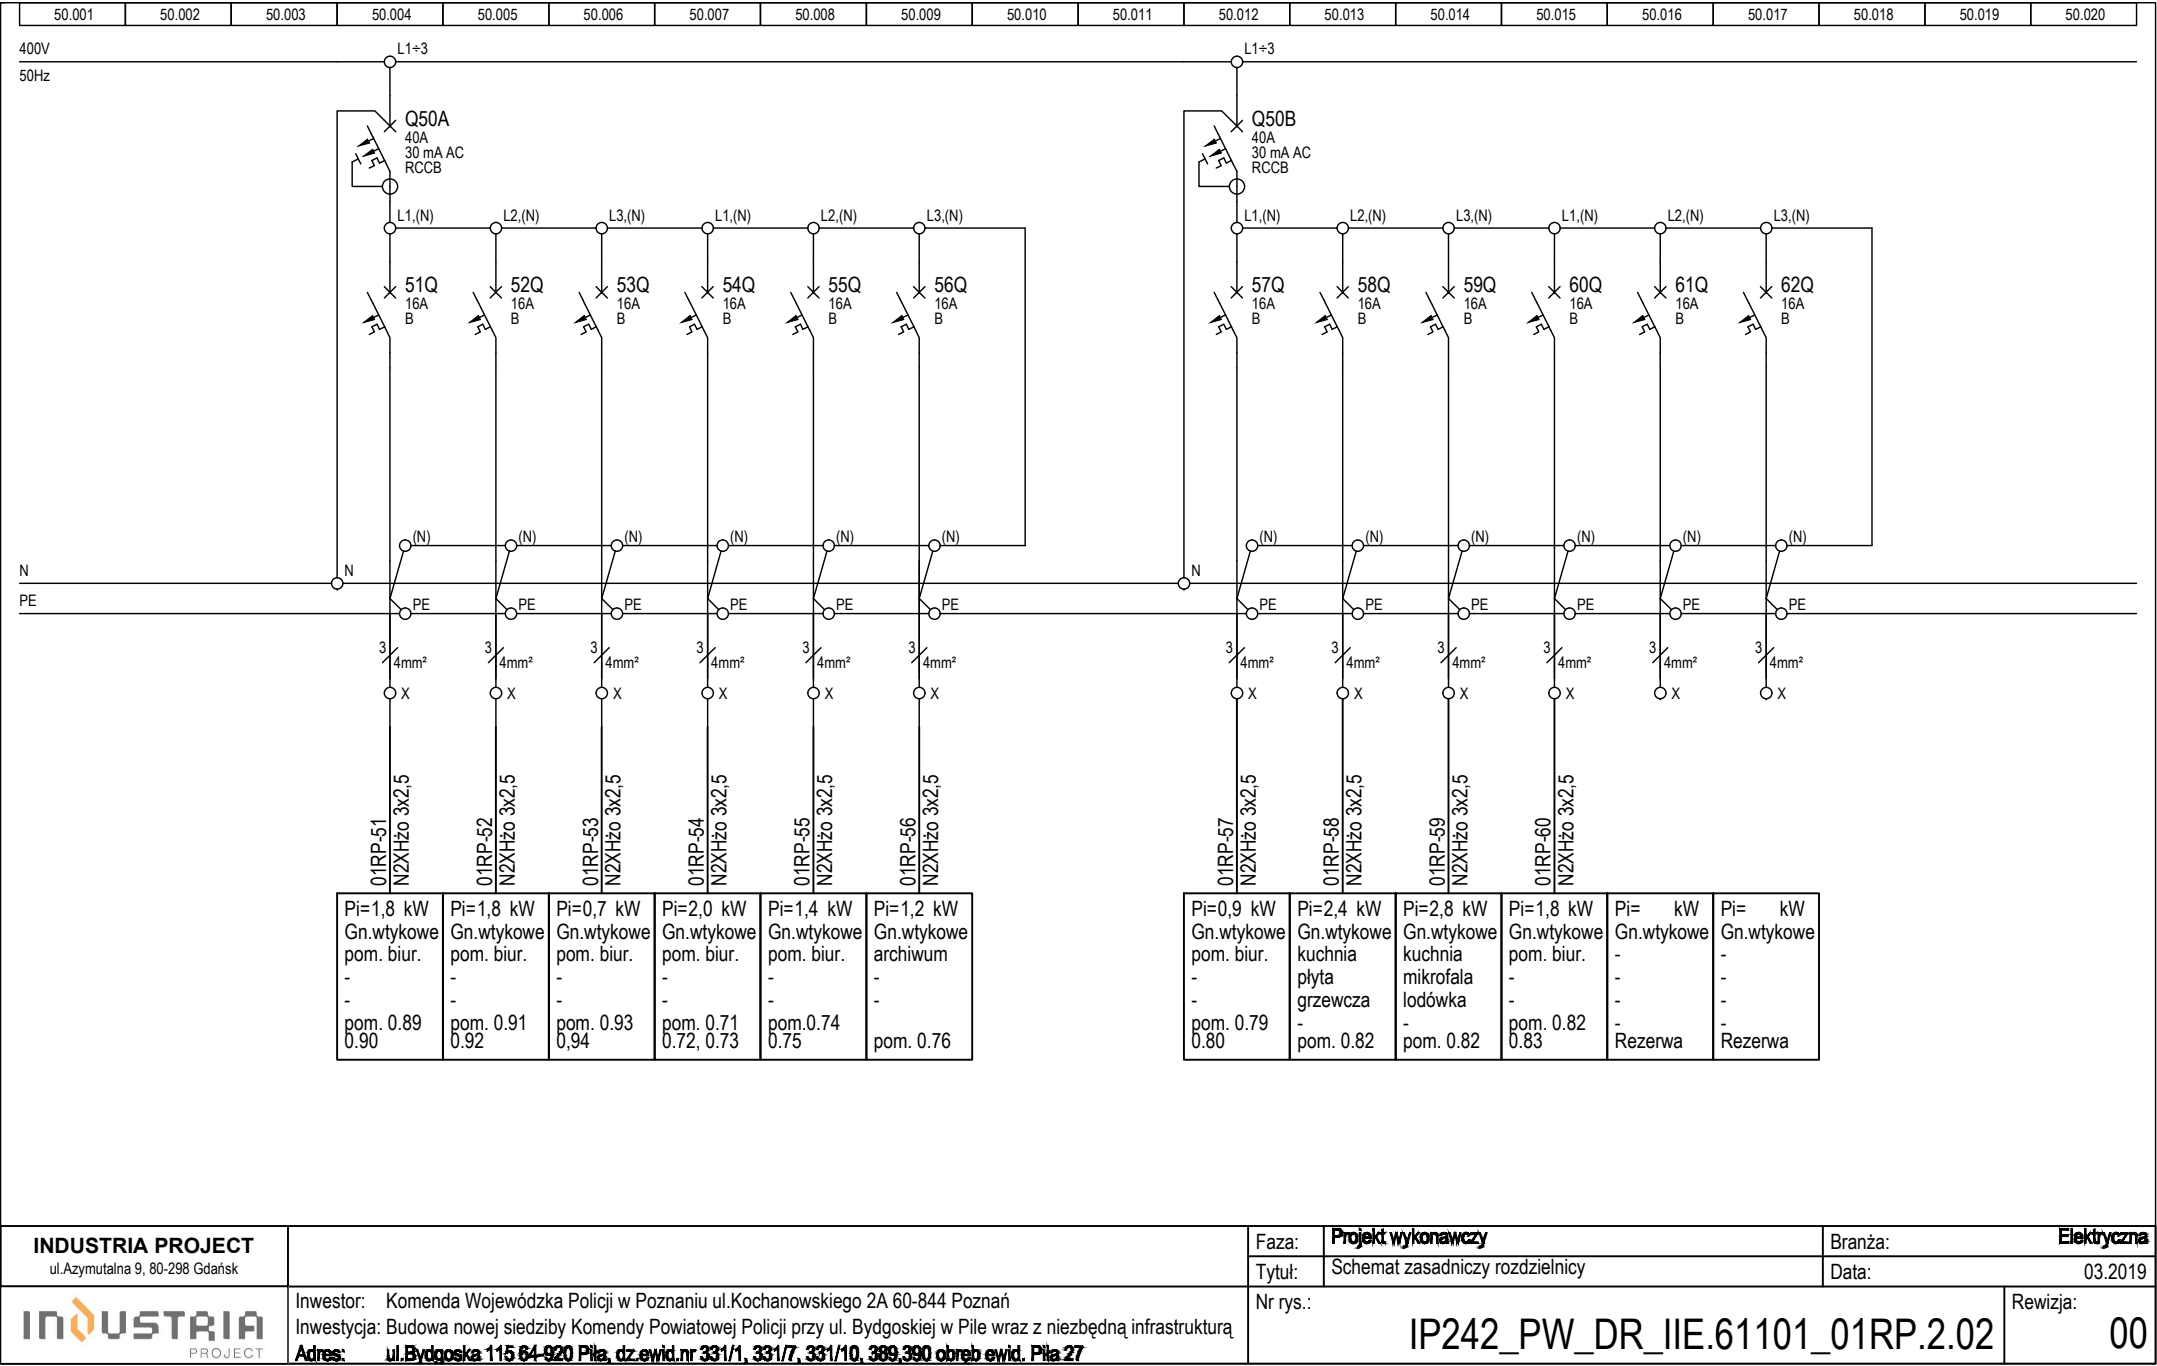 50.001 50.002 50.003 50.004 50.005 50.006 50.007 50.008 50.009 50.010 50.011 50.012 50.013 50.014 50.015 50.016 50.017 50.018 50.019 50.020
400V
50Hz
L1÷3 L1÷3
Q50A
40A
30 mA AC
RCCB
Q50B
40A
30 mA AC
RCCB
L1,(N) L2,(N) L3,(N) L1,(N) L2,(N) L3,(N) L1,(N) L2,(N) L3,(N) L1,(N) L2,(N) L3,(N)
51Q 52Q 53Q 54Q 55Q 56Q 57Q 58Q 59Q 60Q 61Q 62Q
16A 16A 16A 16A 16A 16A 16A 16A 16A 16A 16A 16A
B B B B B B B B B B B B
(N) (N) (N) (N) (N) (N) (N) (N) (N) (N) (N) (N)
N N N
PE PE PE PE PE PE PE PE PE PE PE PE PE
3 3 3 3 3 3 3 3 3 3 3 3
4mm² 4mm² 4mm² 4mm² 4mm² 4mm² 4mm² 4mm² 4mm² 4mm² 4mm² 4mm²
X X X X X X X X X X X X
01RP-51
N2XHżo 3x2,5
01RP-52
N2XHżo 3x2,5
01RP-53
N2XHżo 3x2,5
01RP-54
N2XHżo 3x2,5
01RP-55
N2XHżo 3x2,5
01RP-56
N2XHżo 3x2,5
01RP-57
N2XHżo 3x2,5
01RP-58
N2XHżo 3x2,5
01RP-59
N2XHżo 3x2,5
01RP-60
N2XHżo 3x2,5
Pi=1,8 kW
Gn.wtykowe
pom. biur.
-
-
pom. 0.89
0.90
Pi=1,8 kW
Gn.wtykowe
pom. biur.
-
-
pom. 0.91
0.92
Pi=0,7 kW
Gn.wtykowe
pom. biur.
-
-
pom. 0.93
0,94
Pi=2,0 kW
Gn.wtykowe
pom. biur.
-
-
pom. 0.71
0.72, 0.73
Pi=1,4 kW
Gn.wtykowe
pom. biur.
-
-
pom.0.74
0.75
Pi=1,2 kW
Gn.wtykowe
archiwum
-
-
pom. 0.76
Pi=0,9 kW
Gn.wtykowe
pom. biur.
-
-
pom. 0.79
0.80
Pi=2,4 kW
Gn.wtykowe
kuchnia
płyta
grzewcza
-
pom. 0.82
Pi=2,8 kW
Gn.wtykowe
kuchnia
mikrofala
lodówka
-
pom. 0.82
Pi=1,8 kW
Gn.wtykowe
pom. biur.
-
-
pom. 0.82
0.83
Pi= kW
Gn.wtykowe
-
-
-
-
Rezerwa
Pi= kW
Gn.wtykowe
-
-
-
-
Rezerwa
INDUSTRIA PROJECT
ul.Azymutalna 9, 80-298 Gdańsk
INDUSTRIA
PROJECT
Inwestor: Komenda Wojewódzka Policji w Poznaniu ul.Kochanowskiego 2A 60-844 Poznań
Inwestycja: Budowa nowej siedziby Komendy Powiatowej Policji przy ul. Bydgoskiej w Pile wraz z niezbędną infrastrukturą
Adres: ul.Bydgoska 115 64-920 Piła, dz.ewid.nr 331/1, 331/7, 331/10, 389,390 obręb ewid. Piła 27
Faza: Projekt wykonawczy
Branża: Elektryczna
Tytuł: Schemat zasadniczy rozdzielnicy
Data: 03.2019
Nr rys.: IP242_PW_DR_IIE.61101_01RP.2.02
Rewizja: 00